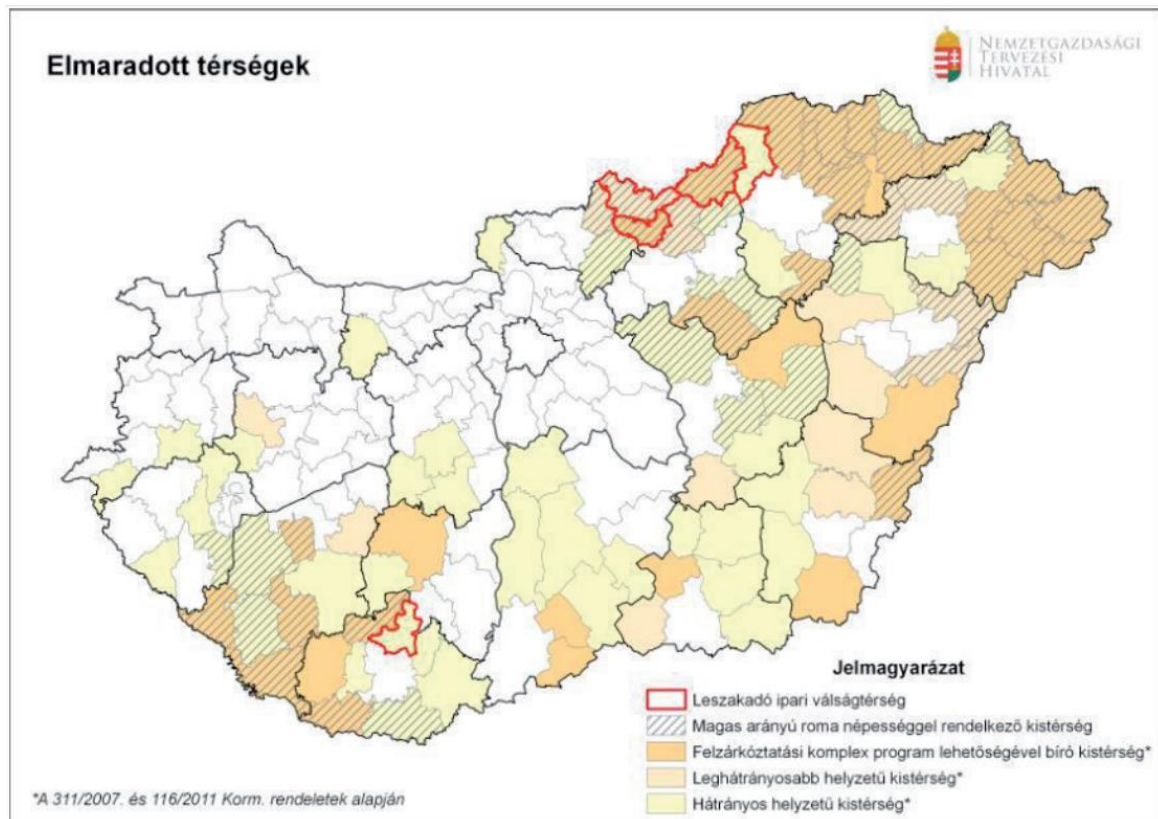 Elmaradott térségek
NEMZETGAZDASÁGI
TERVEZÉSI
HIVATAL
Jelmagyarázat
Leszakadó ipari válságtérség
Magas arányú roma népességgel rendelkező kistérség
Felzárkóztatási komplex program lehetőségével bíró kistérség*
Leghátrányosabb helyzetű kistérség*
Hátrányos helyzetű kistérség*
*A 311/2007. és 116/2011 Korm. rendeletek alapján